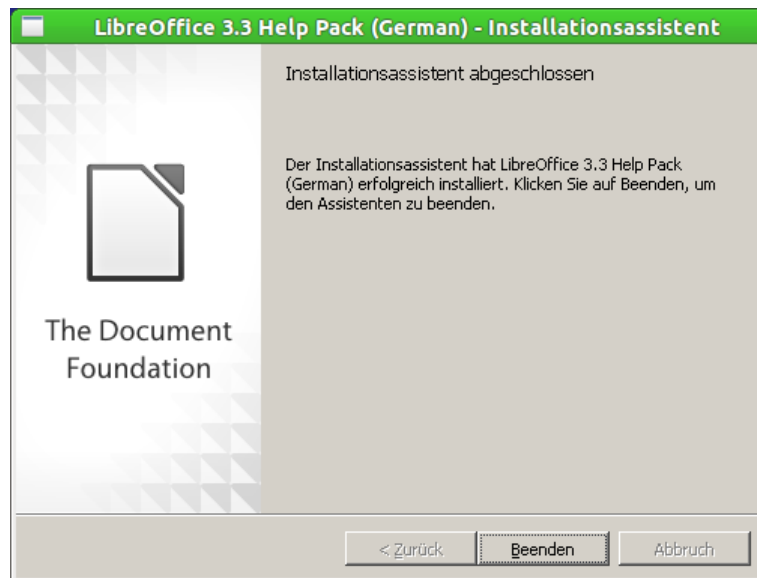 LibreOffice 3.3 Help Pack (German) - Installationsassistent
Installationsassistent abgeschlossen
Der Installationsassistent hat LibreOffice 3.3 Help Pack
(German) erfolgreich installiert. Klicken Sie auf Beenden, um
den Assistenten zu beenden.
The Document
Foundation
< Zurück
Beenden
Abbruch